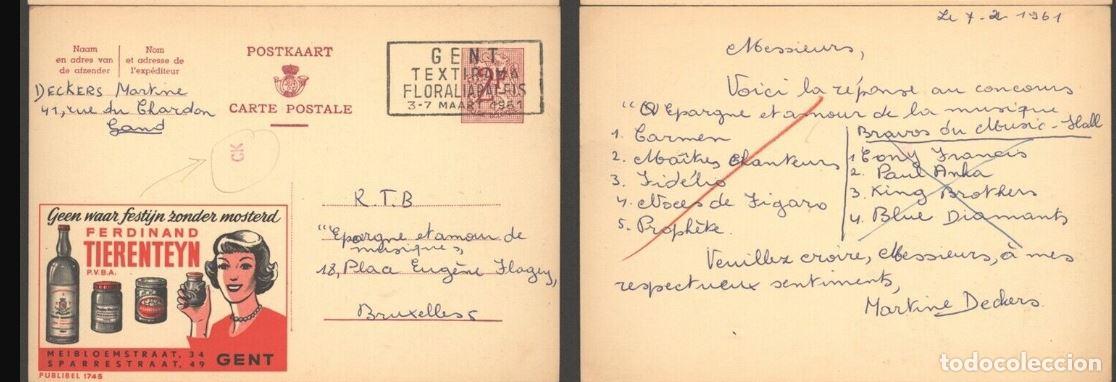 Naam
en adres van
de afzender
Nom
et adresse de
l'expéditeur
POSTKAART
CARTE POSTALE
GENT
TEXTIRAMA
FLORALIAPALEIS
3-7 MAART 1961
2F
DECKERS Martine
41, rue du Chardon
Gand
CK
Geen waar festijn zonder mosterd
FERDINAND
TIERENTEYN
P.V.B.A.
MEIBLOEMSTRAAT, 34
SPARRESTRAAT, 49
GENT
PUBLIBEL 1745
R.T.B
"Epargne et amour de
musique"
18, Place Eugène Flagey,
Bruxelles
Le 7-2 1961
Messieurs,
Voici la réponse au concours
"Epargne et amour de la musique
1. Carmen
2. Maîtres Chanteurs
3. Fidélio
4. Noces de Figaro
5. Prophète.
Bravos du Music-Hall
1 Cony Francis
2. Paul Anka
3. King Brothers
4. Blue Diamants
Veuillez croire, Messieurs, à mes
respectueux sentiments,
Martine Deckers.
todocoleccion